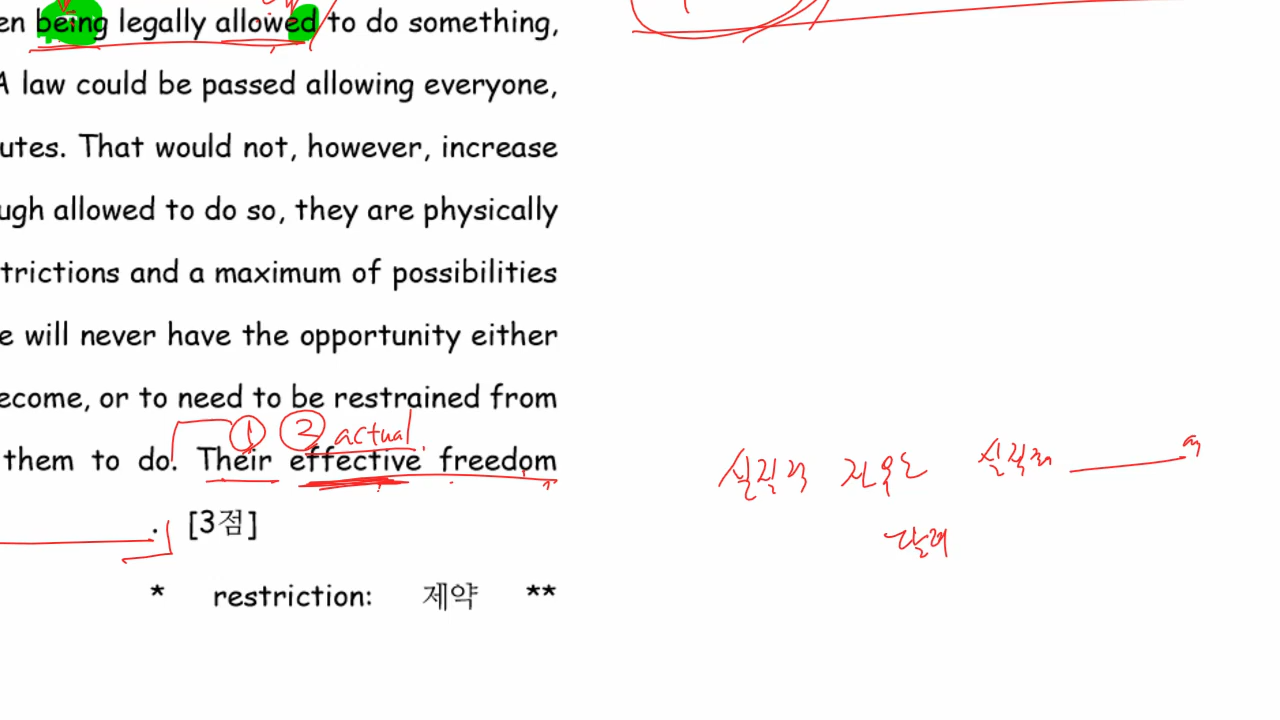 en being legally allowed to do something,
A law could be passed allowing everyone,
utes. That would not, however, increase
ugh allowed to do so, they are physically
trictions and a maximum of possibilities
e will never have the opportunity either
ecome, or to need to be restrained from
① ② actual
them to do. Their effective freedom
실질적 자유는 실질적
. [3점]
달려
* restriction: 제약 **